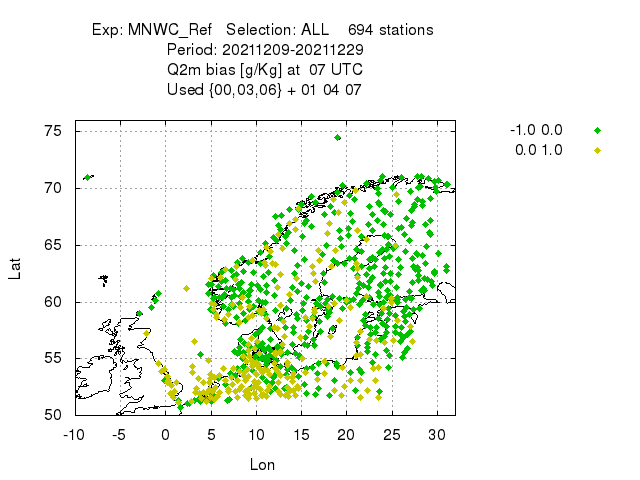 Exp: MNWC_Ref   Selection: ALL    694 stations
Period: 20211209-20211229
Q2m bias [g/Kg] at  07 UTC
Used {00,03,06} + 01 04 07
-1.0 0.0
0.0 1.0
75
70
65
60
55
50
Lat
-10 -5 0 5 10 15 20 25 30
Lon